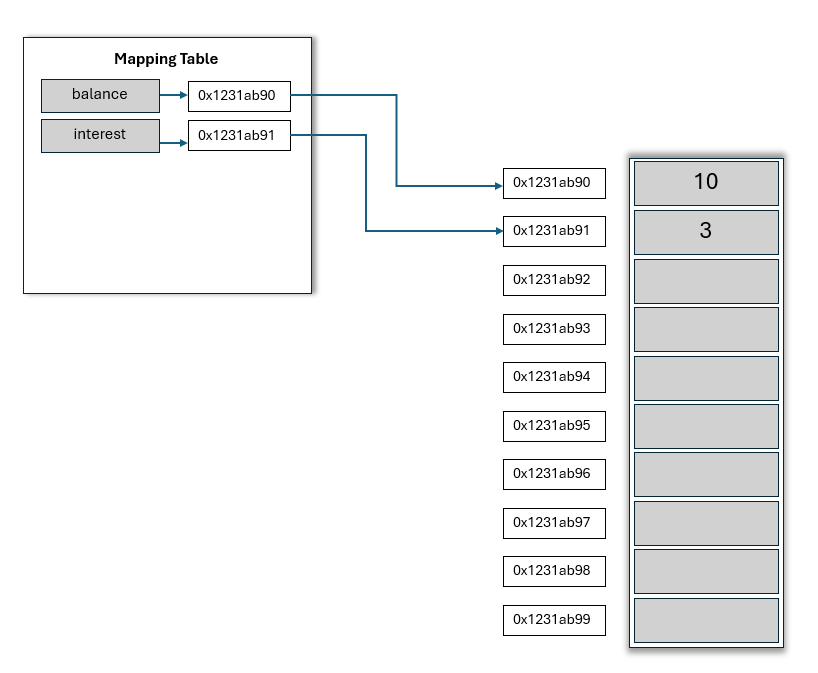 Mapping Table
balance
0x1231ab90
interest
0x1231ab91
0x1231ab90
10
0x1231ab91
3
0x1231ab92
0x1231ab93
0x1231ab94
0x1231ab95
0x1231ab96
0x1231ab97
0x1231ab98
0x1231ab99